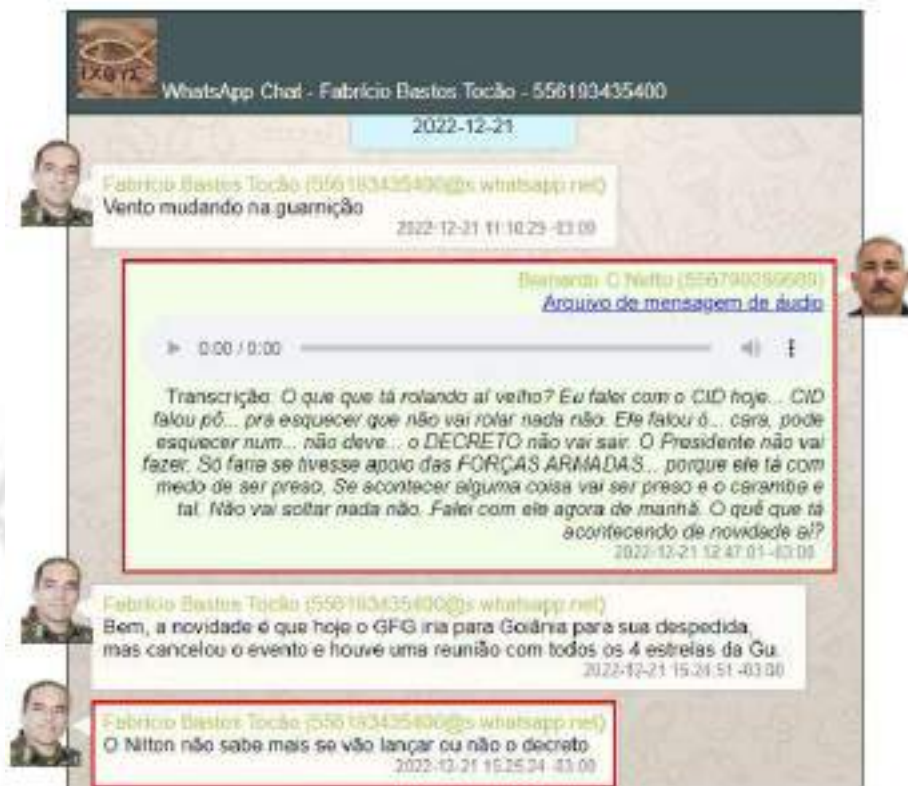 ΙΧΘΥΣ
WhatsApp Chat - Fabrício Bastos Tocão - 556193435400
2022-12-21
Fabrício Bastos Tocão (556193435400@s.whatsapp.net)
Vento mudando na guarnição
2022-12-21 11:10:29 -03:00
Bernardo C Netto
Arquivo de mensagem de áudio
0:00 / 0:00
Transcrição: O que que tá rolando aí velho? Eu falei com o CID hoje... CID
falou pô... pra esquecer que não vai rolar nada não. Ele falou ó... cara, pode
esquecer num... não deve... o DECRETO não vai sair. O Presidente não vai
fazer. Só faria se tivesse apoio das FORÇAS ARMADAS... porque ele tá com
medo de ser preso. Se acontecer alguma coisa vai ser preso e o caramba e
tal. Não vai soltar nada não. Falei com ele agora de manhã. O quê que tá
acontecendo de novidade aí?
2022-12-21 12:47:01 -03:00
Fabrício Bastos Tocão (556193435400@s.whatsapp.net)
Bem, a novidade é que hoje o GFG iria para Goiânia para sua despedida,
mas cancelou o evento e houve uma reunião com todos os 4 estrelas da Gu.
2022-12-21 15:24:51 -03:00
Fabrício Bastos Tocão (556193435400@s.whatsapp.net)
O Nilton não sabe mais se vão lançar ou não o decreto
2022-12-21 15:25:24 -03:00